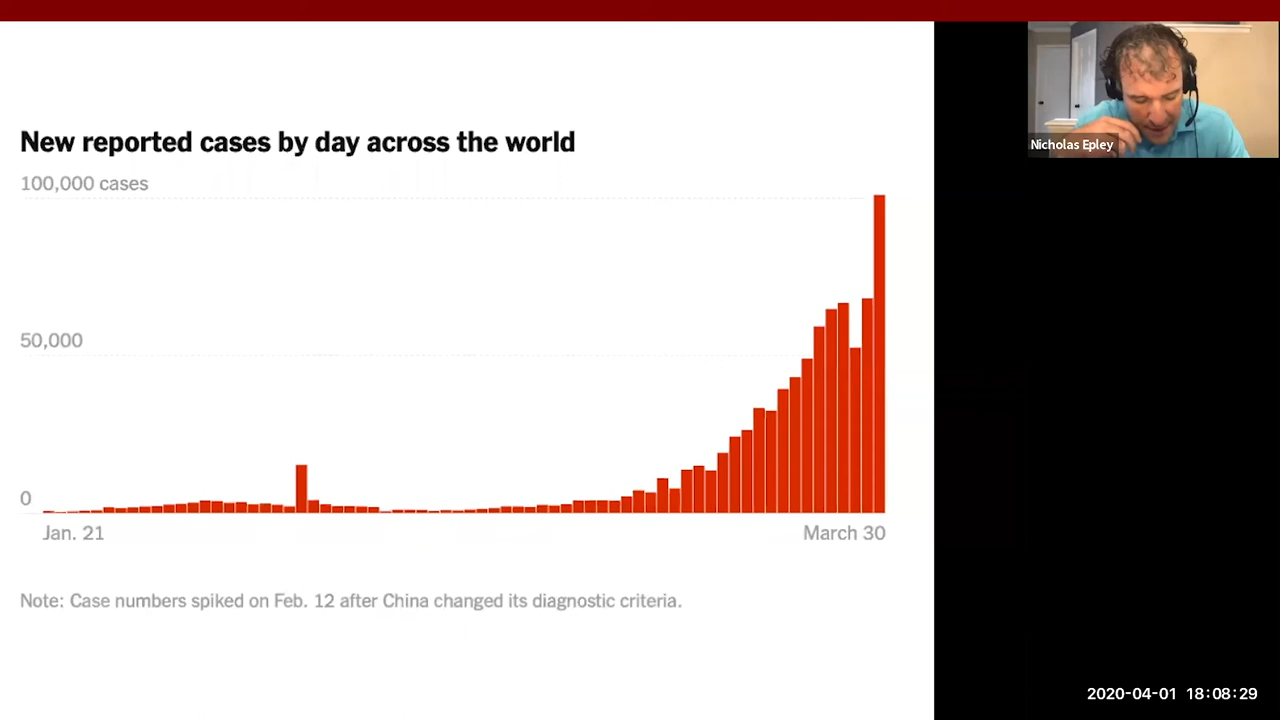 New reported cases by day across the world
100,000 cases
50,000
0
Jan. 21
March 30
Note: Case numbers spiked on Feb. 12 after China changed its diagnostic criteria.
Nicholas Epley
2020-04-01 18:08:29